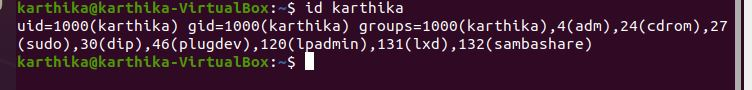 karthika@karthika-VirtualBox:~$ id karthika
uid=1000(karthika) gid=1000(karthika) groups=1000(karthika),4(adm),24(cdrom),27
(sudo),30(dip),46(plugdev),120(lpadmin),131(lxd),132(sambashare)
karthika@karthika-VirtualBox:~$